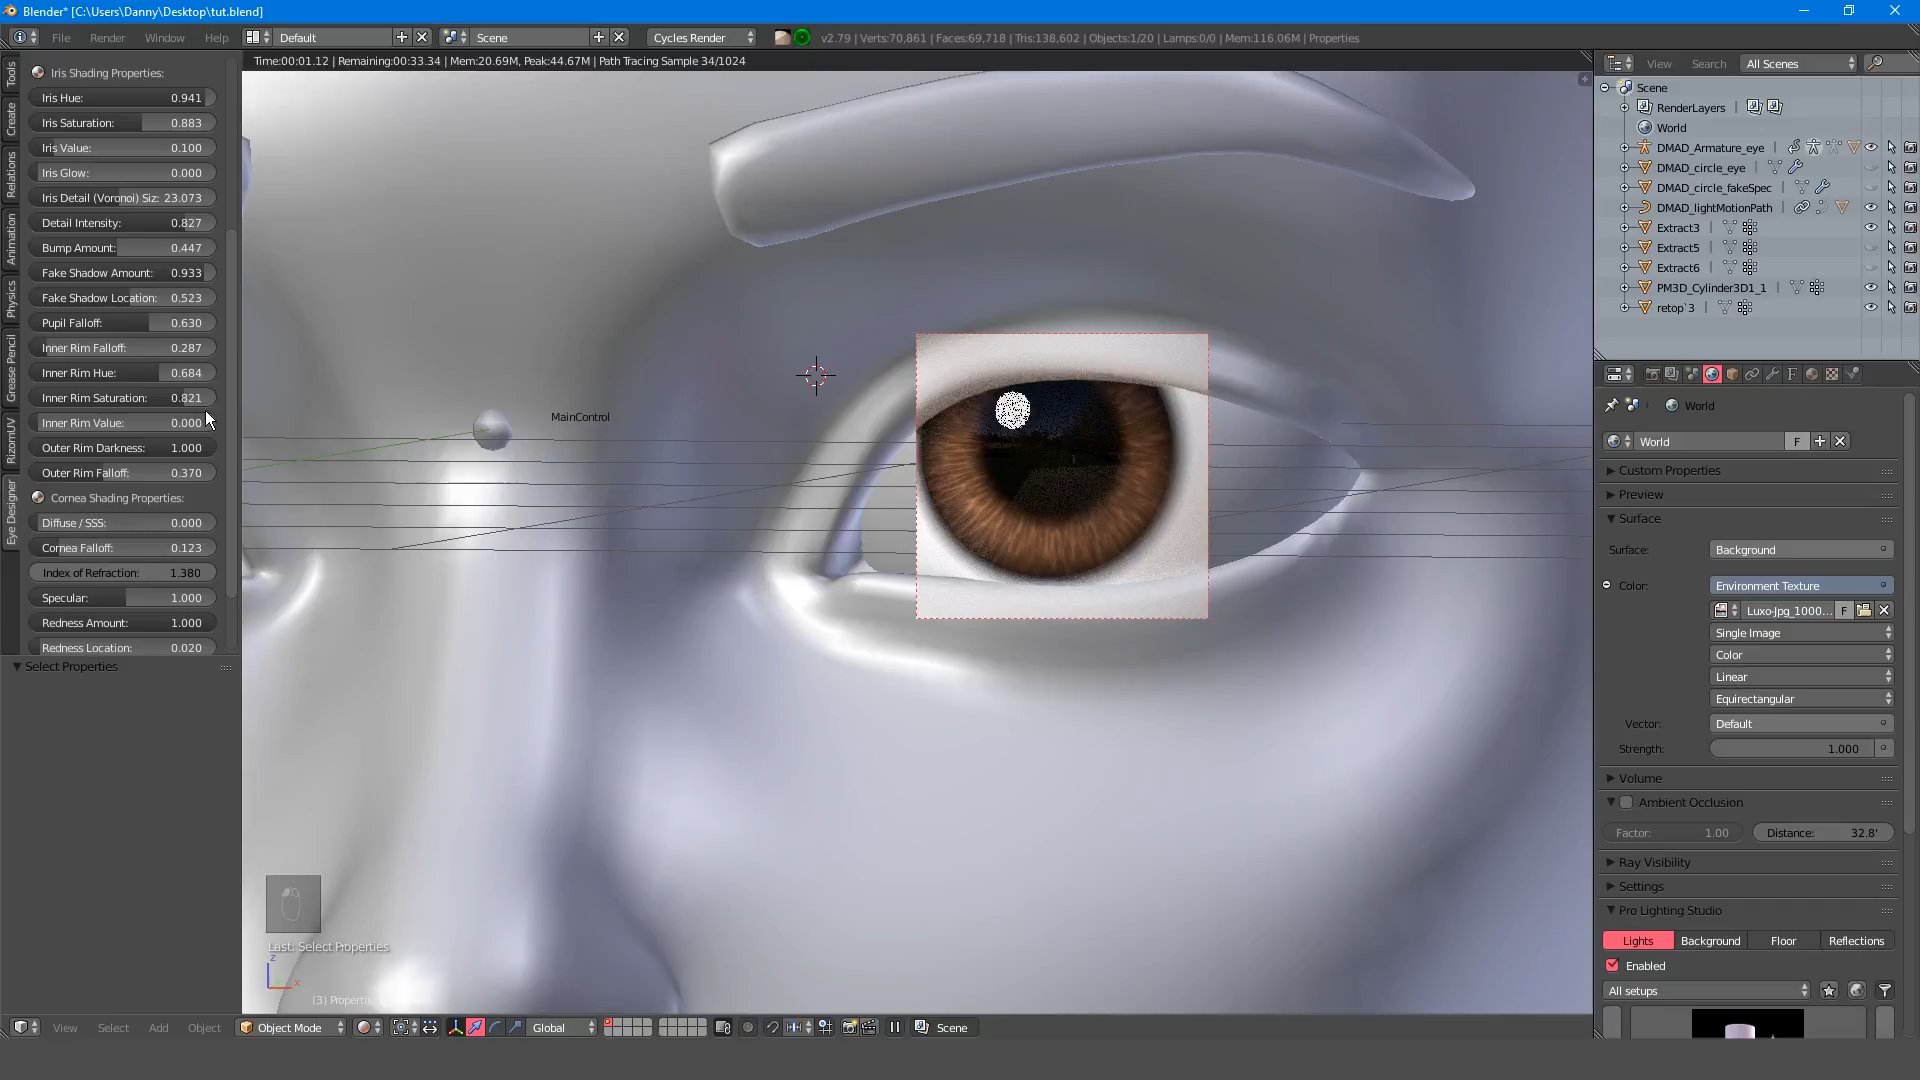 Blender* [C:\Users\Danny\Desktop\tut.blend]
File Render Window Help Default Scene Cycles Render v2.79 | Verts:70,861 | Faces:69,718 | Tris:138,602 | Objects:1/20 | Lamps:0/0 | Mem:116.06M | Properties
Time:00:01.12 | Remaining:00:33.34 | Mem:20.69M, Peak:44.67M | Path Tracing Sample 34/1024
Tools
Create
Relations
Animation
Physics
Grease Pencil
RizomUV
Eye Designer
Iris Shading Properties:
Iris Hue: 0.941
Iris Saturation: 0.883
Iris Value: 0.100
Iris Glow: 0.000
Iris Detail (Voronoi) Siz: 23.073
Detail Intensity: 0.827
Bump Amount: 0.447
Fake Shadow Amount: 0.933
Fake Shadow Location: 0.523
Pupil Falloff: 0.630
Inner Rim Falloff: 0.287
Inner Rim Hue: 0.684
Inner Rim Saturation: 0.821
Inner Rim Value: 0.000
Outer Rim Darkness: 1.000
Outer Rim Falloff: 0.370
Cornea Shading Properties:
Diffuse / SSS: 0.000
Cornea Falloff: 0.123
Index of Refraction: 1.380
Specular: 1.000
Redness Amount: 1.000
Redness Location: 0.020
Select Properties
MainControl
Last: Select Properties
z
x
(3) Properti
View Select Add Object Object Mode Global Scene
View Search All Scenes
Scene
RenderLayers |
World
DMAD_Armature_eye
DMAD_circle_eye
DMAD_circle_fakeSpec
DMAD_lightMotionPath
Extract3
Extract5
Extract6
PM3D_Cylinder3D1_1
retop`3
World
World F
Custom Properties
Preview
Surface
Surface: Background
Color: Environment Texture
Luxo-Jpg_1000... F
Single Image
Color
Linear
Equirectangular
Vector: Default
Strength: 1.000
Volume
Ambient Occlusion
Factor: 1.00 Distance: 32.8'
Ray Visibility
Settings
Pro Lighting Studio
Lights Background Floor Reflections
Enabled
All setups